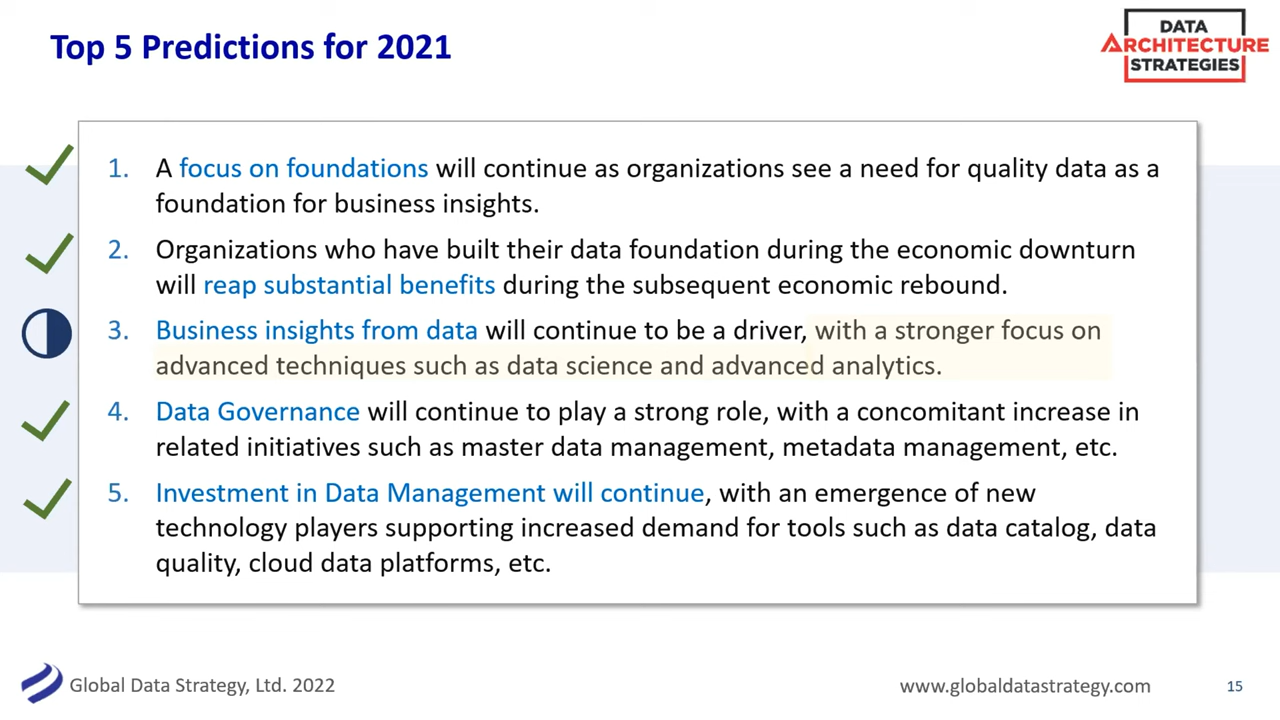 Top 5 Predictions for 2021
DATA
ARCHITECTURE
STRATEGIES
1. A focus on foundations will continue as organizations see a need for quality data as a
foundation for business insights.
2. Organizations who have built their data foundation during the economic downturn
will reap substantial benefits during the subsequent economic rebound.
3. Business insights from data will continue to be a driver, with a stronger focus on
advanced techniques such as data science and advanced analytics.
4. Data Governance will continue to play a strong role, with a concomitant increase in
related initiatives such as master data management, metadata management, etc.
5. Investment in Data Management will continue, with an emergence of new
technology players supporting increased demand for tools such as data catalog, data
quality, cloud data platforms, etc.
Global Data Strategy, Ltd. 2022
www.globaldatastrategy.com
15